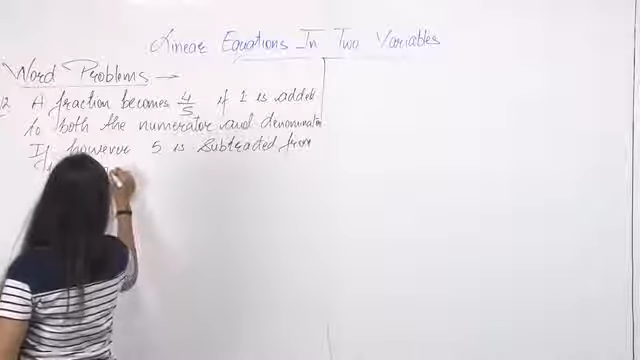 Linear Equations In Two Variables
Word Problems –
2 A fraction becomes 4/5 if 1 is added
to both the numerator and denominator
If however 5 is subtracted from